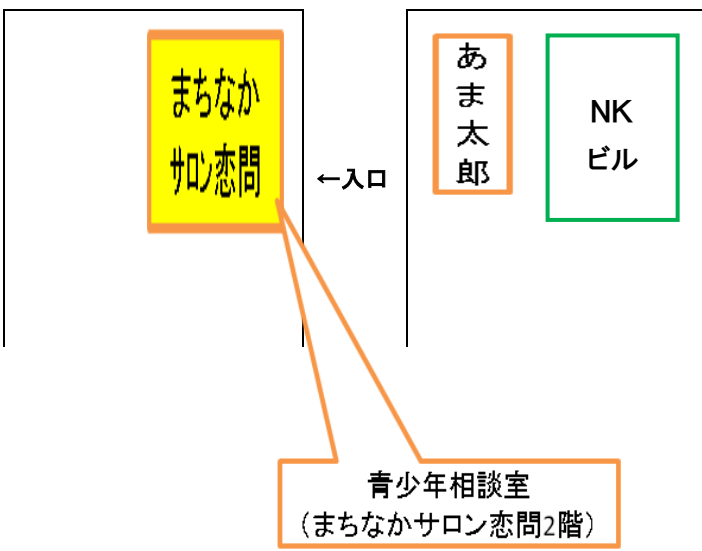 まちなか
サロン恋問
←入口
あま太郎
NK
ビル
青少年相談室
（まちなかサロン恋問2階）